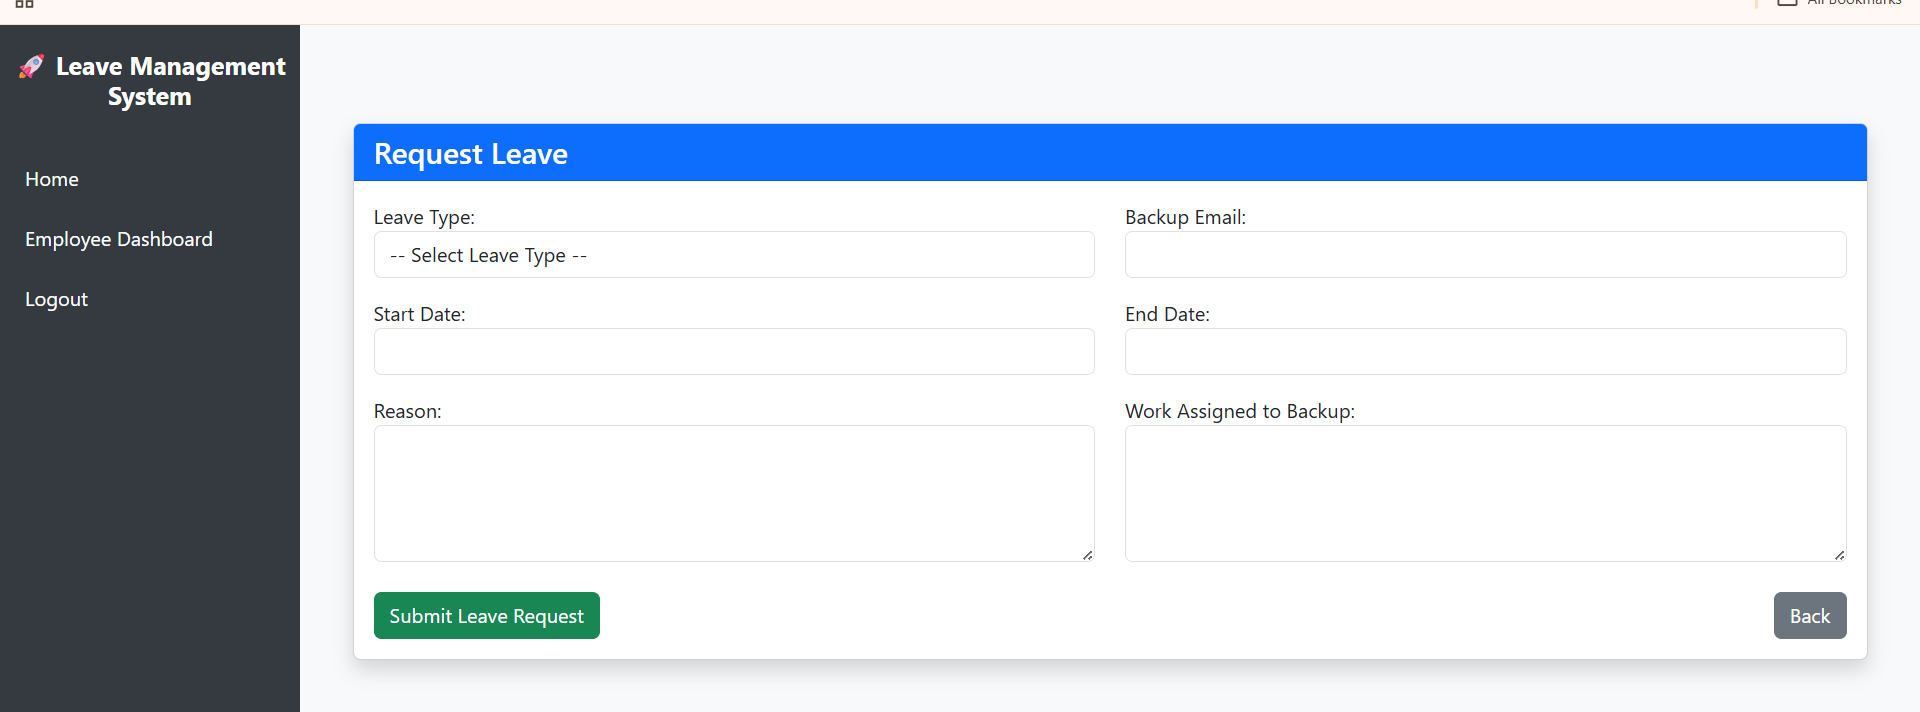 All Bookmarks
🚀 Leave Management
System
Home
Employee Dashboard
Logout
Request Leave
Leave Type:
Backup Email:
-- Select Leave Type --
Start Date:
End Date:
Reason:
Work Assigned to Backup:
Submit Leave Request
Back